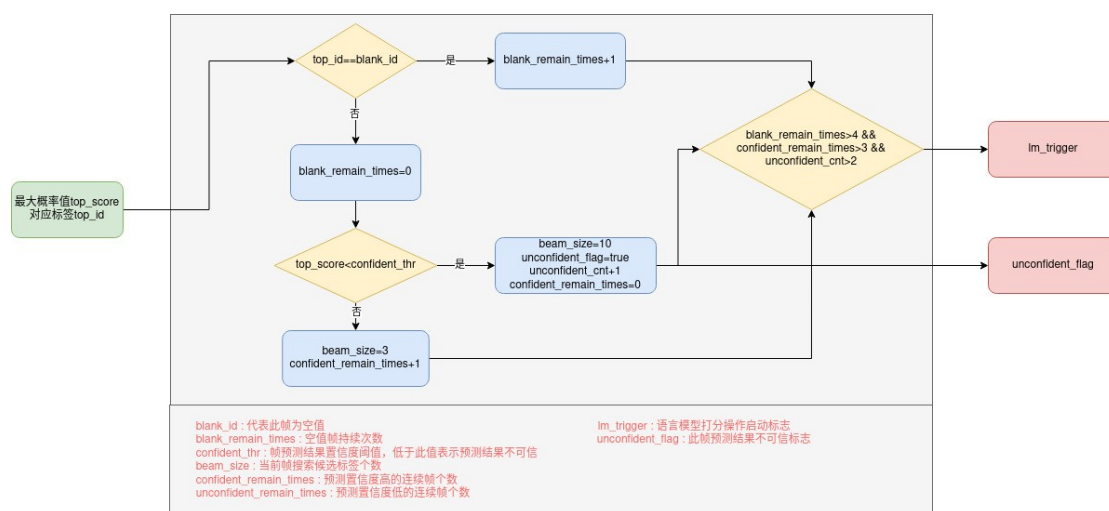 top_id==blank_id
是
blank_remain_times+1
否
blank_remain_times=0
最大概率值top_score
对应标签top_id
top_score<confident_thr
是
beam_size=10
unconfident_flag=true
unconfident_cnt+1
confident_remain_times=0
否
beam_size=3
confident_remain_times+1
blank_remain_times>4 &&
confident_remain_times>3 &&
unconfident_cnt>2
lm_trigger
unconfident_flag
blank_id : 代表此帧为空值
blank_remain_times : 空值帧持续次数
confident_thr : 帧预测结果置信度阈值，低于此值表示预测结果不可信
beam_size : 当前帧搜索候选标签个数
confident_remain_times : 预测置信度高的连续帧个数
unconfident_remain_times : 预测置信度低的连续帧个数
lm_trigger : 语言模型打分操作启动标志
unconfident_flag : 此帧预测结果不可信标志